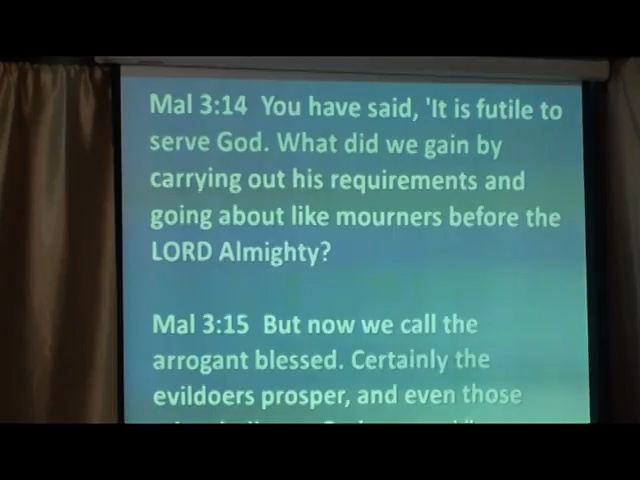 Mal 3:14 You have said, 'It is futile to
serve God. What did we gain by
carrying out his requirements and
going about like mourners before the
LORD Almighty?
Mal 3:15 But now we call the
arrogant blessed. Certainly the
evildoers prosper, and even those